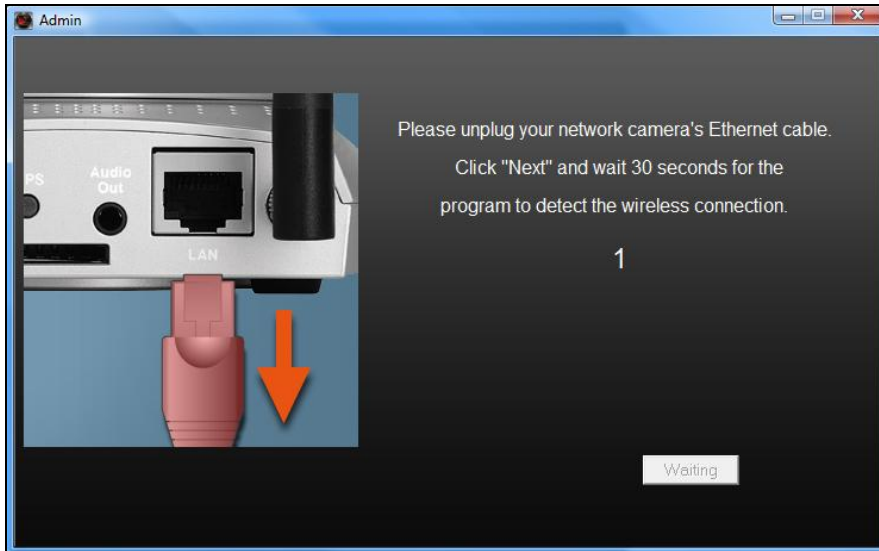 Admin
PS
Audio
Out
LAN
Please unplug your network camera's Ethernet cable.
Click "Next" and wait 30 seconds for the
program to detect the wireless connection.
1
Waiting